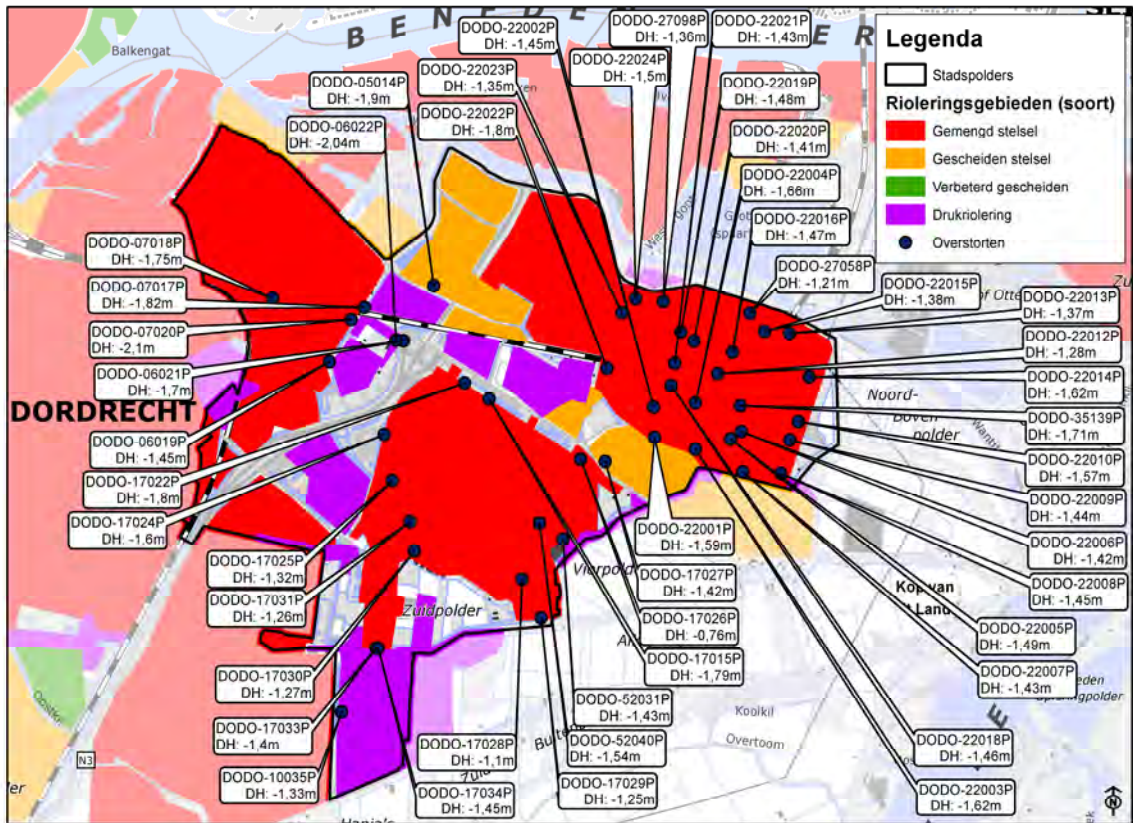 BENEDEN
ER
Balkengat
DODO-22002P
DH: -1,45m
DODO-27098P
DH: -1,36m
DODO-22021P
DH: -1,43m
DODO-22023P
DH: -1,35m
DODO-22024P
DH: -1,5m
DODO-05014P
DH: -1,9m
DODO-22019P
DH: -1,48m
DODO-22022P
DH: -1,8m
DODO-06022P
DH: -2,04m
DODO-22020P
DH: -1,41m
DODO-22004P
DH: -1,66m
DODO-22016P
DH: -1,47m
Legenda
Stadspolders
Rioleringsgebieden (soort)
Gemengd stelsel
Gescheiden stelsel
Verbeterd gescheiden
Drukriolering
Overstorten
DODO-07018P
DH: -1,75m
DODO-27058P
DH: -1,21m
DODO-22015P
DH: -1,38m
DODO-22013P
DH: -1,37m
DODO-07017P
DH: -1,82m
DODO-07020P
DH: -2,1m
DODO-22012P
DH: -1,28m
DODO-06021P
DH: -1,7m
DODO-22014P
DH: -1,62m
DORDRECHT
Noord-
Boven
polder
DODO-35139P
DH: -1,71m
DODO-06019P
DH: -1,45m
DODO-22010P
DH: -1,57m
DODO-17022P
DH: -1,8m
DODO-22009P
DH: -1,44m
DODO-17024P
DH: -1.6m
DODO-22001P
DH: -1,59m
DODO-22006P
DH: -1,42m
DODO-17025P
DH: -1,32m
DODO-17027P
DH: -1,42m
DODO-22008P
DH: -1,45m
Kop van
Land
DODO-17031P
DH: -1,26m
Zuidpolder
DODO-17026P
DH: -0,76m
DODO-22005P
DH: -1,49m
DODO-17015P
DH: -1,79m
DODO-22007P
DH: -1,43m
DODO-17030P
DH: -1,27m
DODO-52031P
DH: -1,43m
Kooikil
DODO-17033P
DH: -1,4m
DODO-17028P
DH: -1,1m
DODO-52040P
DH: -1,54m
Overtoom
DODO-22018P
DH: -1,46m
N3
DODO-10035P
DH: -1,33m
DODO-17034P
DH: -1,45m
DODO-17029P
DH: -1,25m
DODO-22003P
DH: -1,62m
N